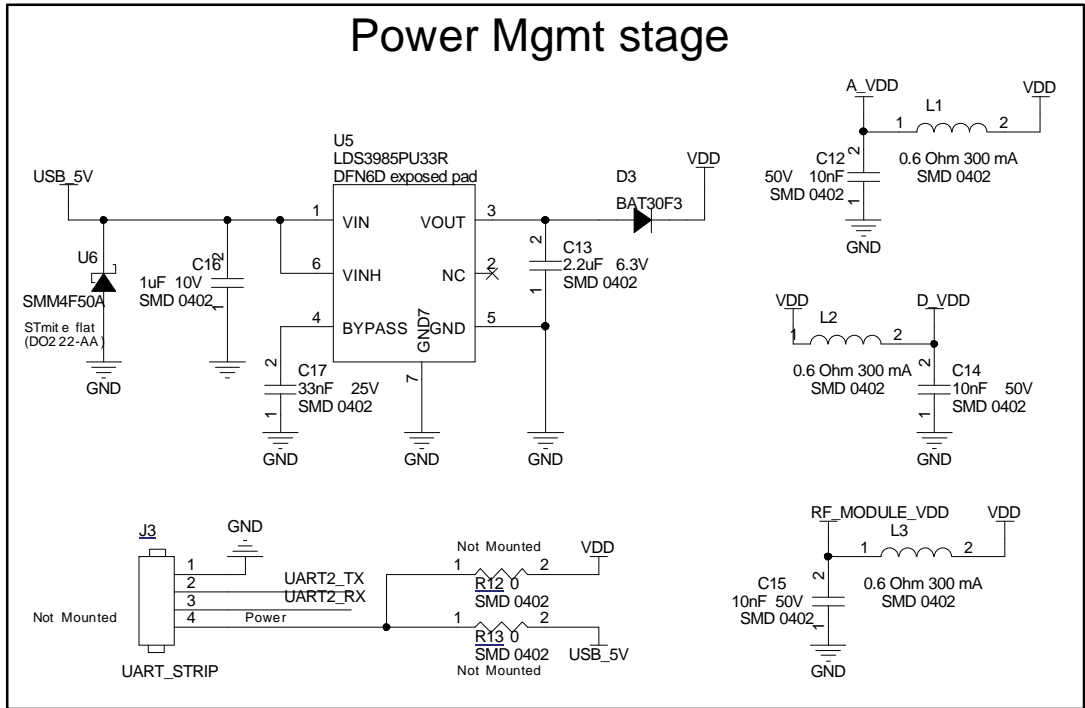 Power Mgmt stage
USB_5V
U6
SMM4F50A
STmite flat
(DO222-AA)
GND
C16
2
1uF 10V
SMD 0402
1
U5
LDS3985PU33R
DFN6D exposed pad
1
VIN
VOUT
3
6
VINH
NC
2
4
BYPASS
GND
5
GND7
7
GND
2
C17
33nF 25V
SMD 0402
1
GND
2
C13
2.2uF 6.3V
SMD 0402
1
GND
D3
BAT30F3
VDD
A_VDD
L1
VDD
1
2
0.6 Ohm 300 mA
SMD 0402
2
C12
50V 10nF
SMD 0402
1
GND
VDD
L2
D_VDD
1
2
0.6 Ohm 300 mA
SMD 0402
2
C14
10nF 50V
SMD 0402
1
GND
RF_MODULE_VDD
L3
VDD
1
2
0.6 Ohm 300 mA
SMD 0402
2
C15
10nF 50V
SMD 0402
1
GND
J3
GND
1
2
UART2_TX
3
UART2_RX
4
Power
Not Mounted
UART_STRIP
Not Mounted
1
2
VDD
R12 0
SMD 0402
1
2
R13 0
SMD 0402
USB_5V
Not Mounted